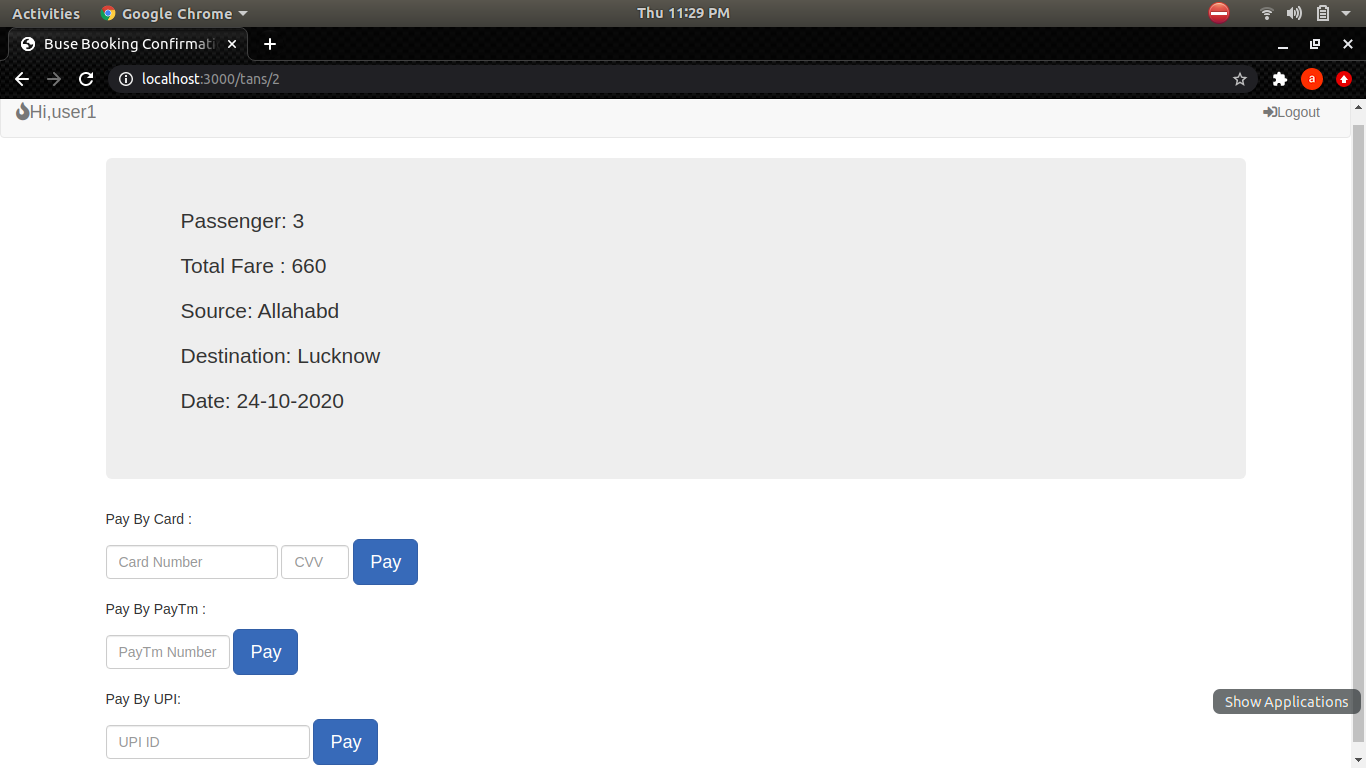 Activities Google Chrome Thu 11:29 PM
Buse Booking Confirmati
localhost:3000/tans/2 a
Hi,user1 Logout
Passenger: 3
Total Fare : 660
Source: Allahabd
Destination: Lucknow
Date: 24-10-2020
Pay By Card :
Card Number CVV Pay
Pay By PayTm :
PayTm Number Pay
Pay By UPI:
Show Applications
UPI ID Pay